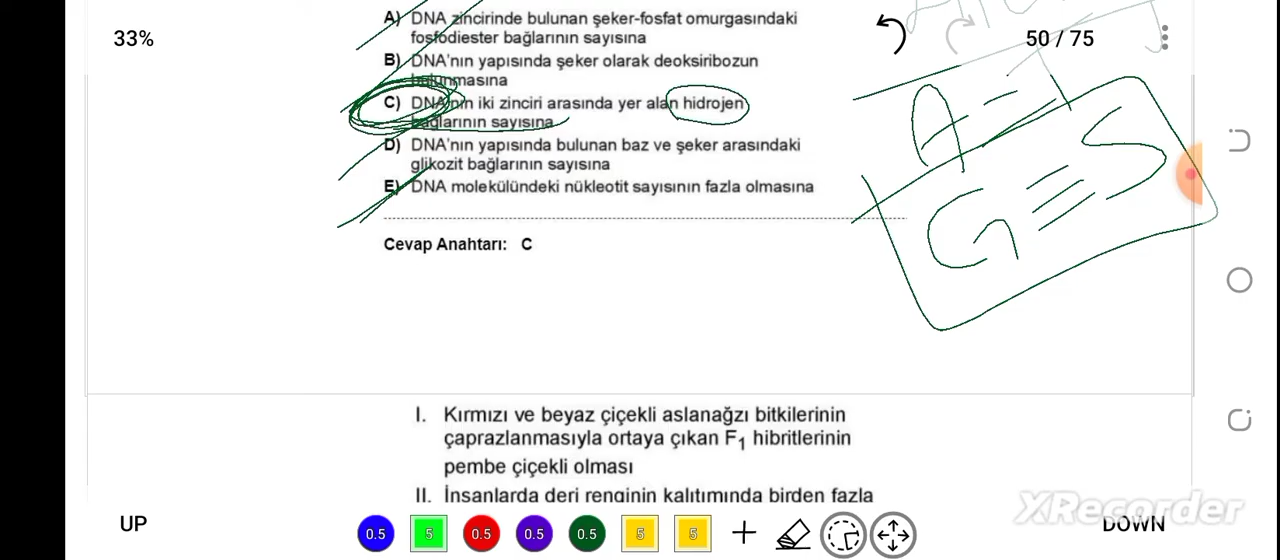 A) DNA zincirinde bulunan şeker-fosfat omurgasındaki
33%
50 / 75
fosfodiester bağlarının sayısına
B) DNA'nın yapısında şeker olarak deoksiribozun
bulunmasına
C) DNA'nın iki zinciri arasında yer alan hidrojen
bağlarının sayısına
A = T
D) DNA'nın yapısında bulunan baz ve şeker arasındaki
glikozit bağlarının sayısına
E) DNA molekülündeki nükleotit sayısının fazla olmasına
G ≡ S
Cevap Anahtarı: C
I. Kırmızı ve beyaz çiçekli aslanağzı bitkilerinin
çaprazlanmasıyla ortaya çıkan F1 hibritlerinin
pembe çiçekli olması
II. İnsanlarda deri renginin kalıtımında birden fazla
XRecorder
UP
0.5
5
0.5
0.5
0.5
5
5
DOWN